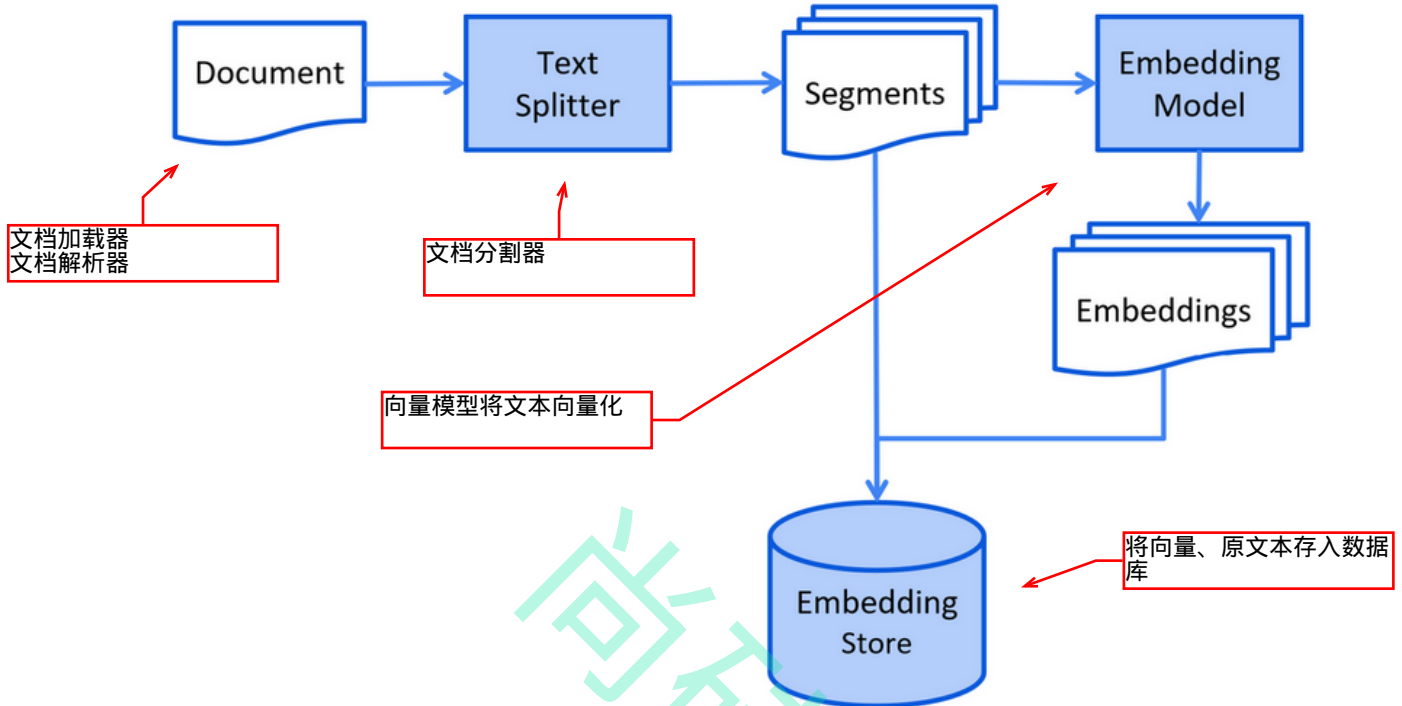 Document
Text
Splitter
Segments
Embedding
Model
文档加载器
文档解析器
文档分割器
Embeddings
向量模型将文本向量化
将向量、原文本存入数据
库
Embedding
Store
尚硅